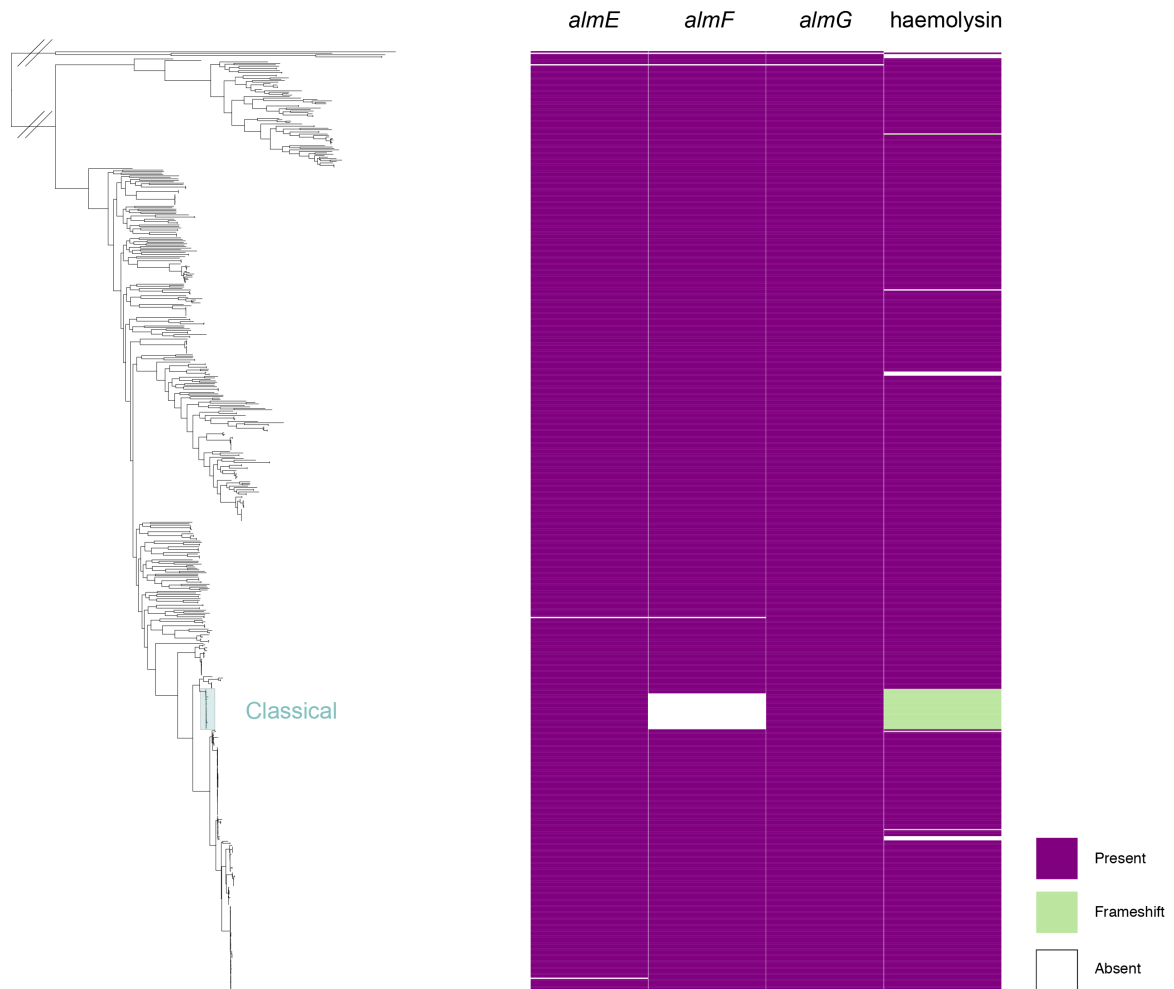 almE almF almG haemolysin
Classical
Present
Frameshift
Absent